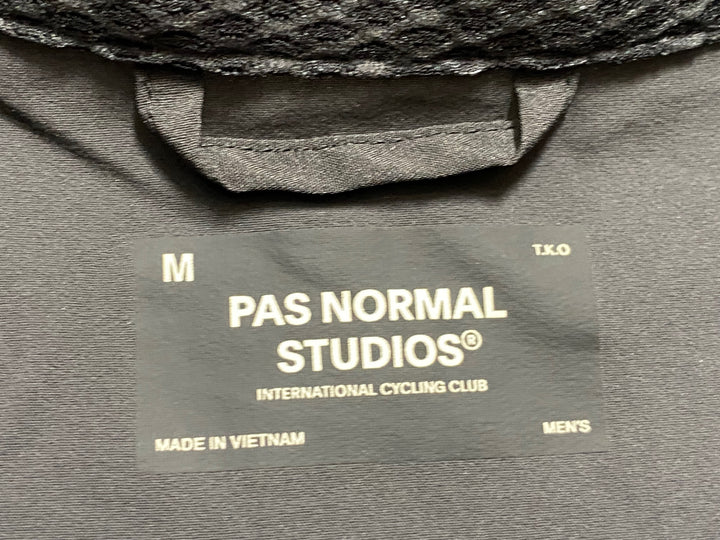 M
T.K.O
PAS NORMAL
STUDIOS®
INTERNATIONAL CYCLING CLUB
MADE IN VIETNAM
MEN'S